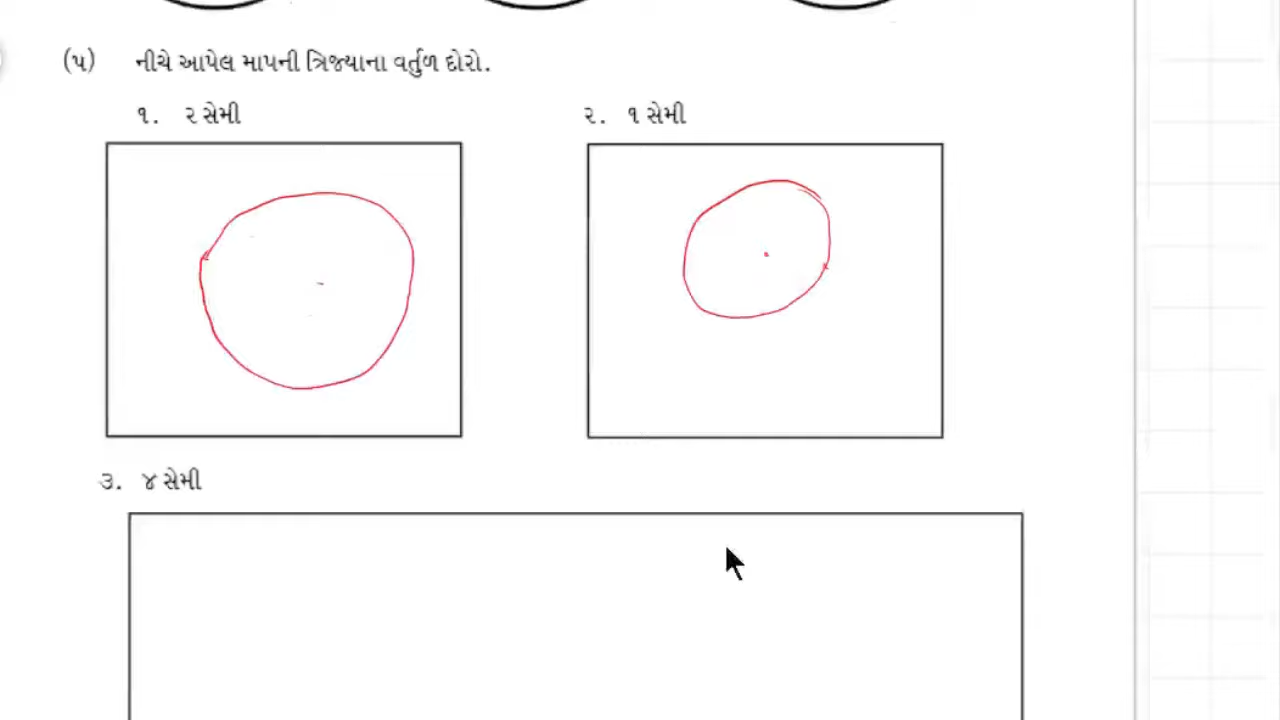 (૫) નીચે આપેલ માપની ત્રિજ્યાના વર્તુળ દોરો.
૧. ૨ સેમી
૨. ૧ સેમી
૩. ૪ સેમી